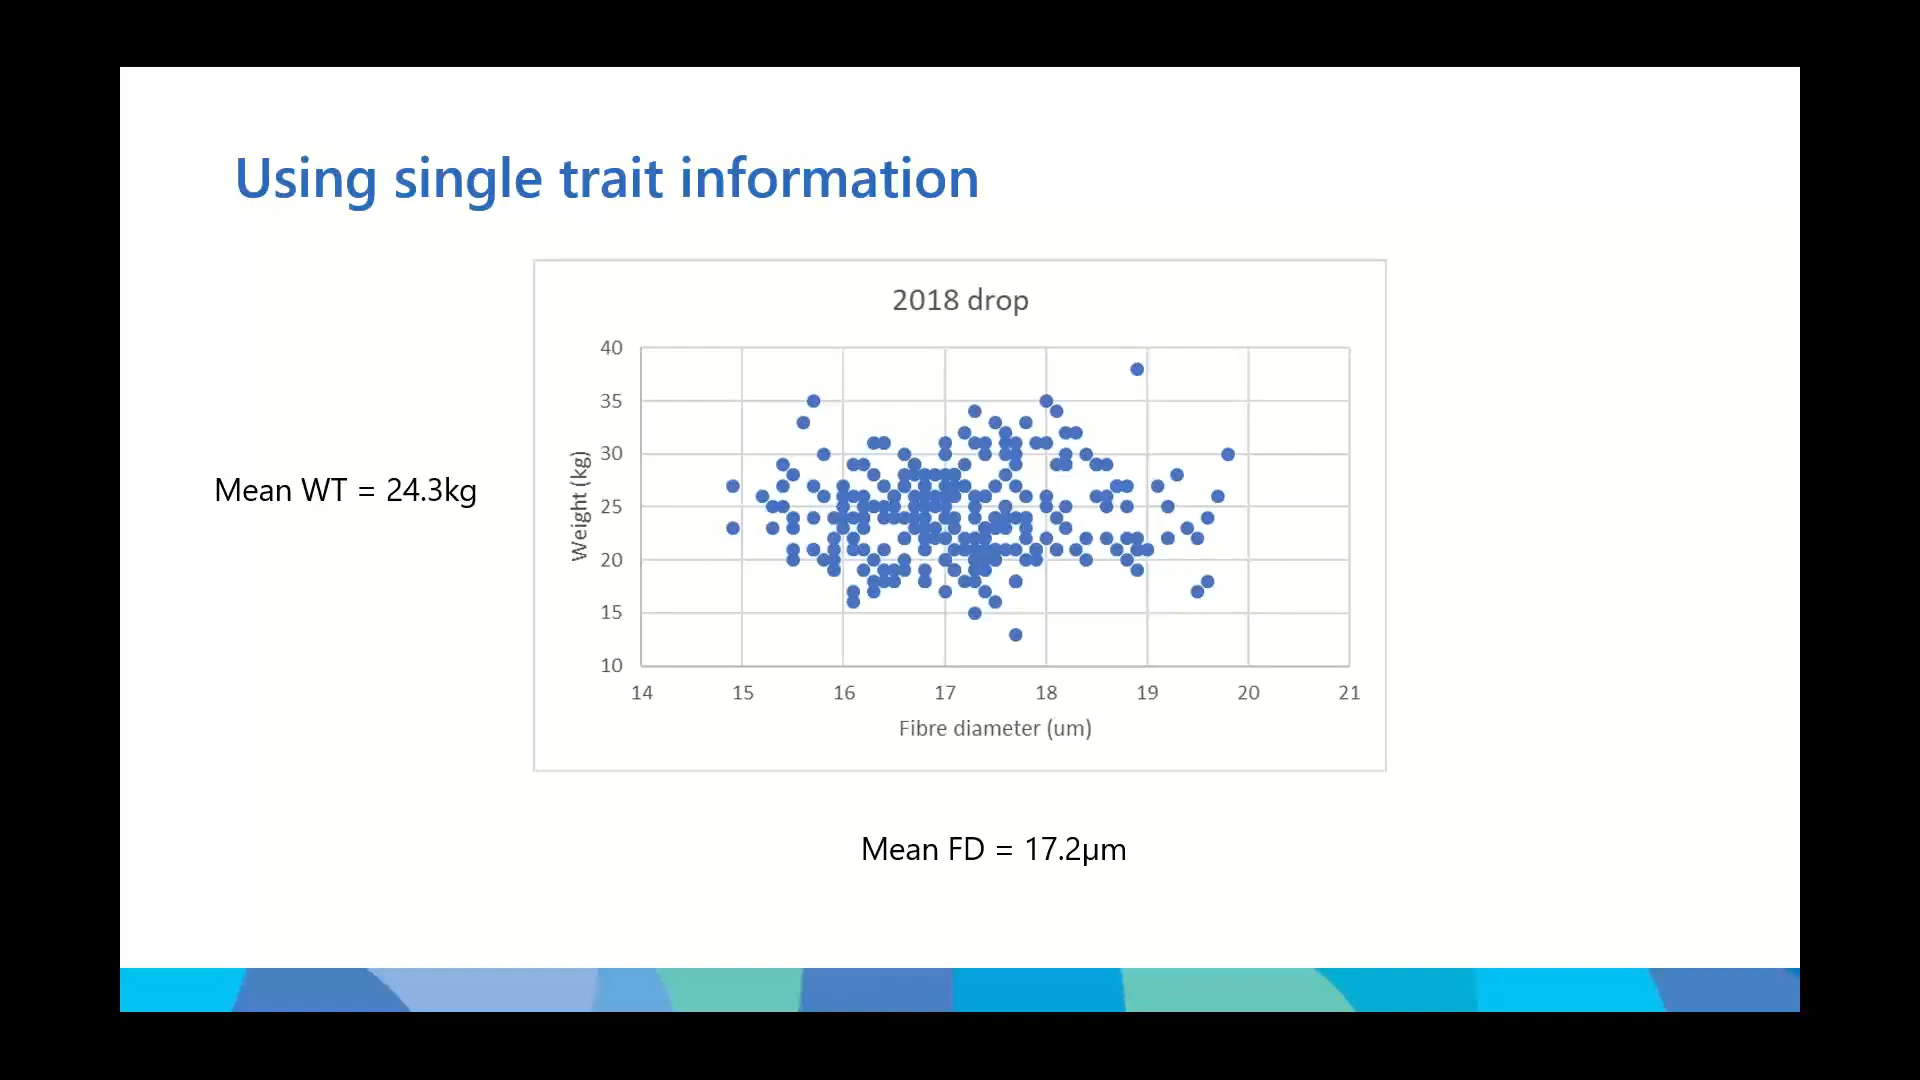 Using single trait information
2018 drop
40
35
30
25
20
15
10
Weight (kg)
14 15 16 17 18 19 20 21
Fibre diameter (um)
Mean WT = 24.3kg
Mean FD = 17.2µm